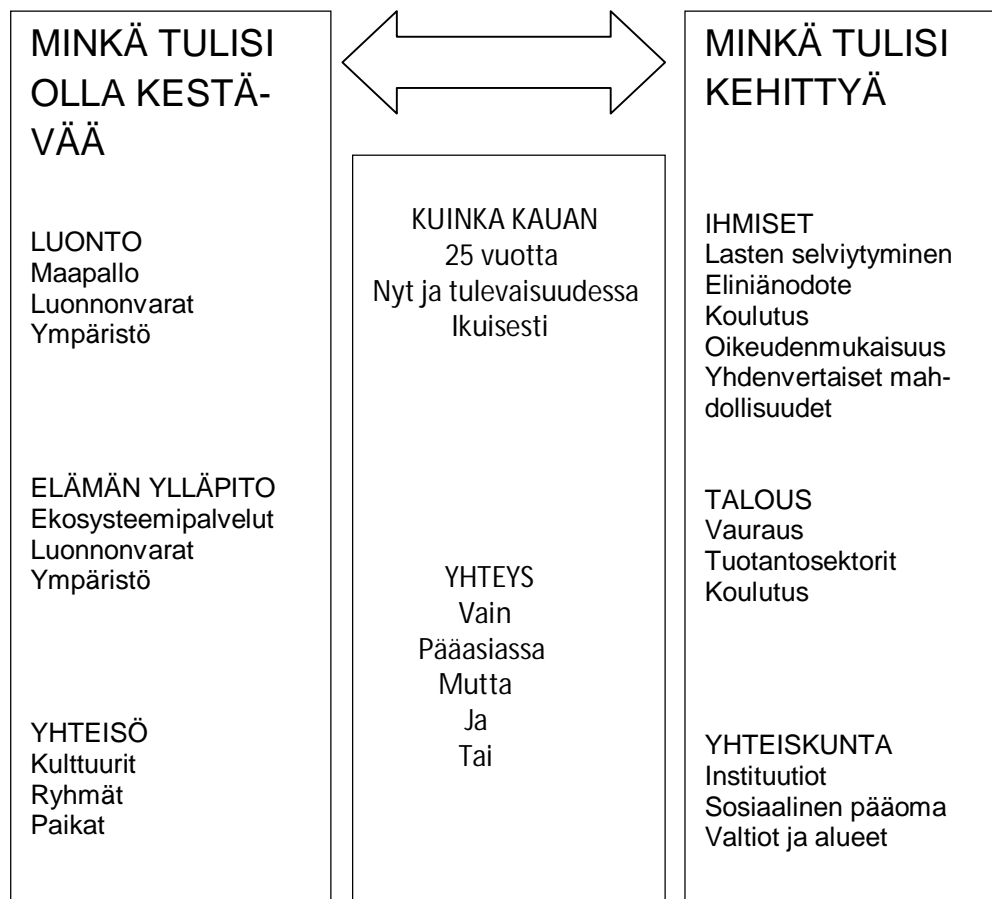 MINKÄ TULISI
OLLA KESTÄ-
VÄÄ
LUONTO
Maapallo
Luonnonvarat
Ympäristö
ELÄMÄN YLLÄPITO
Ekosysteemipalvelut
Luonnonvarat
Ympäristö
YHTEISÖ
Kulttuurit
Ryhmät
Paikat
KUINKA KAUAN
25 vuotta
Nyt ja tulevaisuudessa
Ikuisesti
YHTEYS
Vain
Pääasiassa
Mutta
Ja
Tai
MINKÄ TULISI
KEHITTYÄ
IHMISET
Lasten selviytyminen
Eliniänodote
Koulutus
Oikeudenmukaisuus
Yhdenvertaiset mah-
dollisuudet
TALOUS
Vauraus
Tuotantosektorit
Koulutus
YHTEISKUNTA
Instituutiot
Sosiaalinen pääoma
Valtiot ja alueet